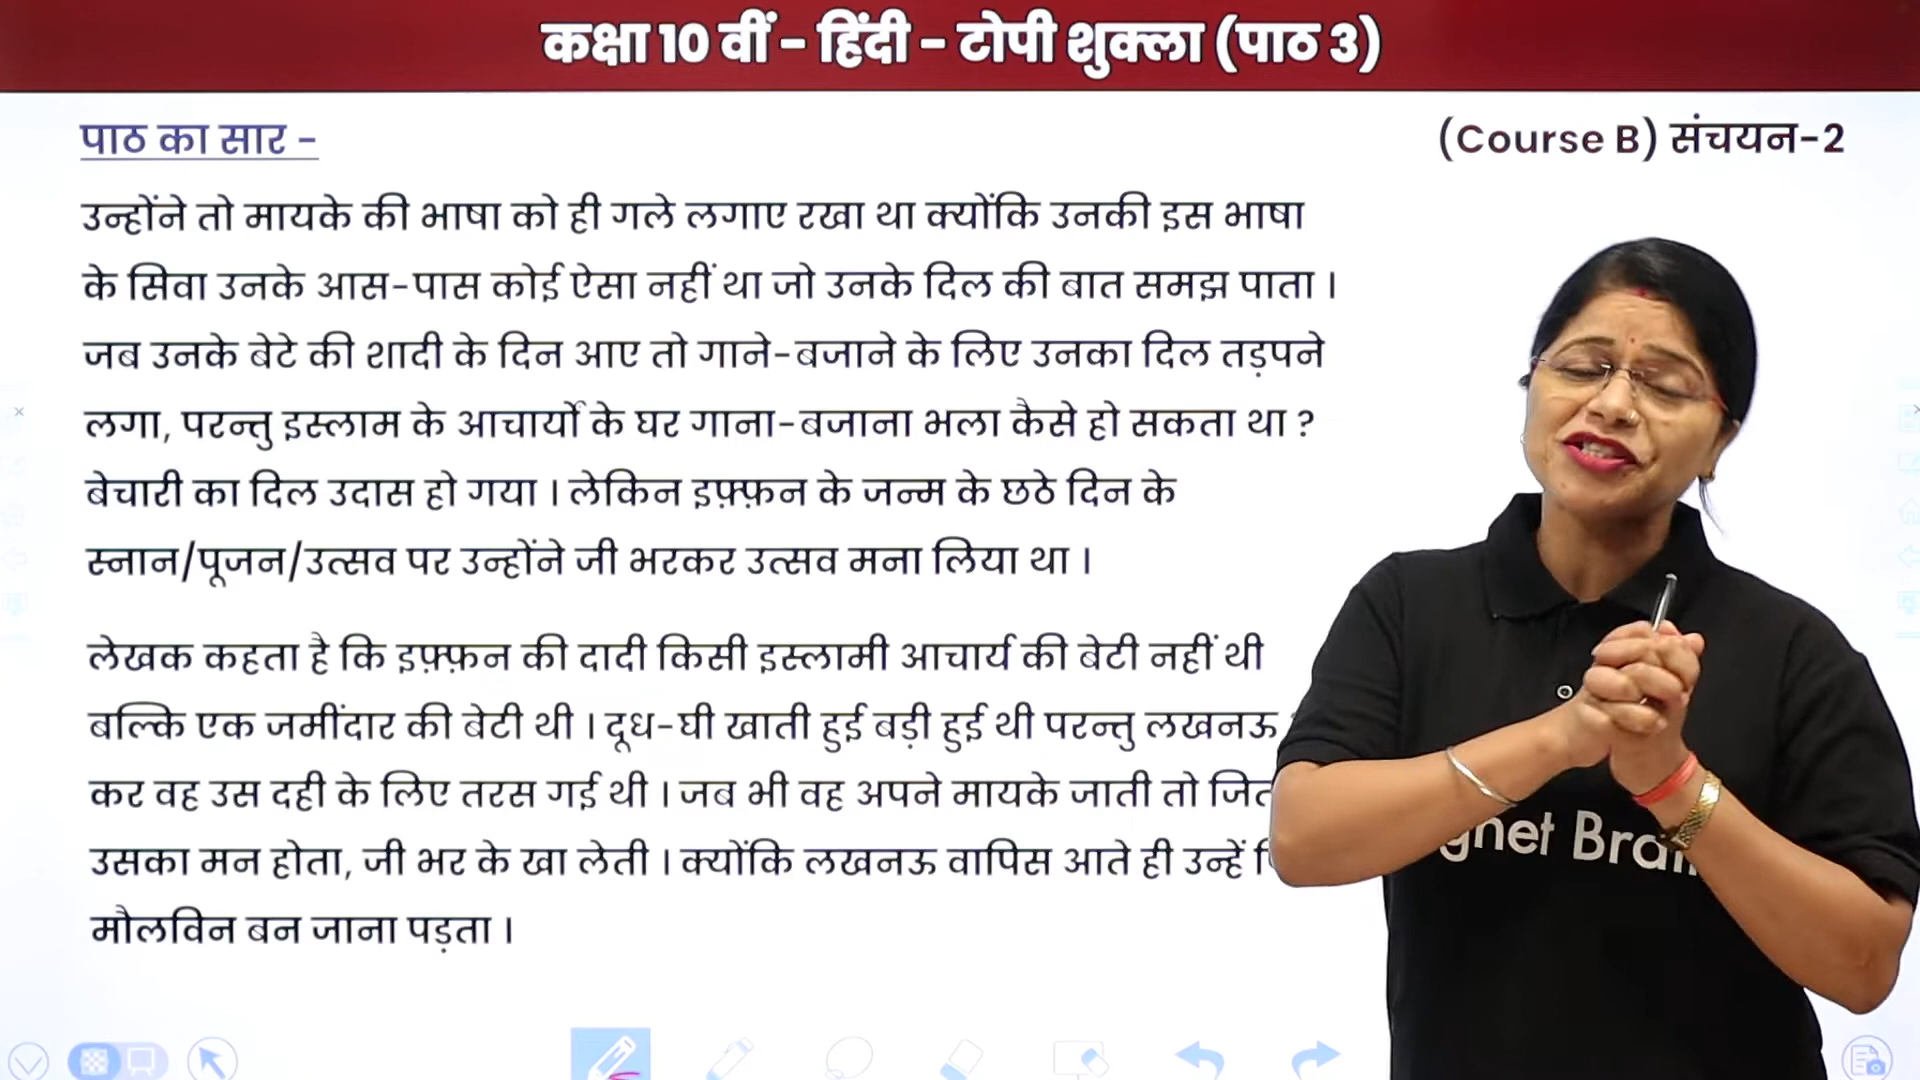 कक्षा 10 वीं - हिंदी - टोपी शुक्ला (पाठ 3)
पाठ का सार -
(Course B) संचयन-2
उन्होंने तो मायके की भाषा को ही गले लगाए रखा था क्योंकि उनकी इस भाषा
के सिवा उनके आस-पास कोई ऐसा नहीं था जो उनके दिल की बात समझ पाता ।
जब उनके बेटे की शादी के दिन आए तो गाने-बजाने के लिए उनका दिल तड़पने
लगा, परन्तु इस्लाम के आचार्यों के घर गाना-बजाना भला कैसे हो सकता था ?
बेचारी का दिल उदास हो गया । लेकिन इफ़्फ़न के जन्म के छठे दिन के
स्नान/पूजन/उत्सव पर उन्होंने जी भरकर उत्सव मना लिया था ।
लेखक कहता है कि इफ़्फ़न की दादी किसी इस्लामी आचार्य की बेटी नहीं थी
बल्कि एक जमींदार की बेटी थी । दूध-घी खाती हुई बड़ी हुई थी परन्तु लखनऊ
कर वह उस दही के लिए तरस गई थी । जब भी वह अपने मायके जाती तो
उसका मन होता, जी भर के खा लेती । क्योंकि लखनऊ वापिस आते ही उन्हें
मौलविन बन जाना पड़ता ।